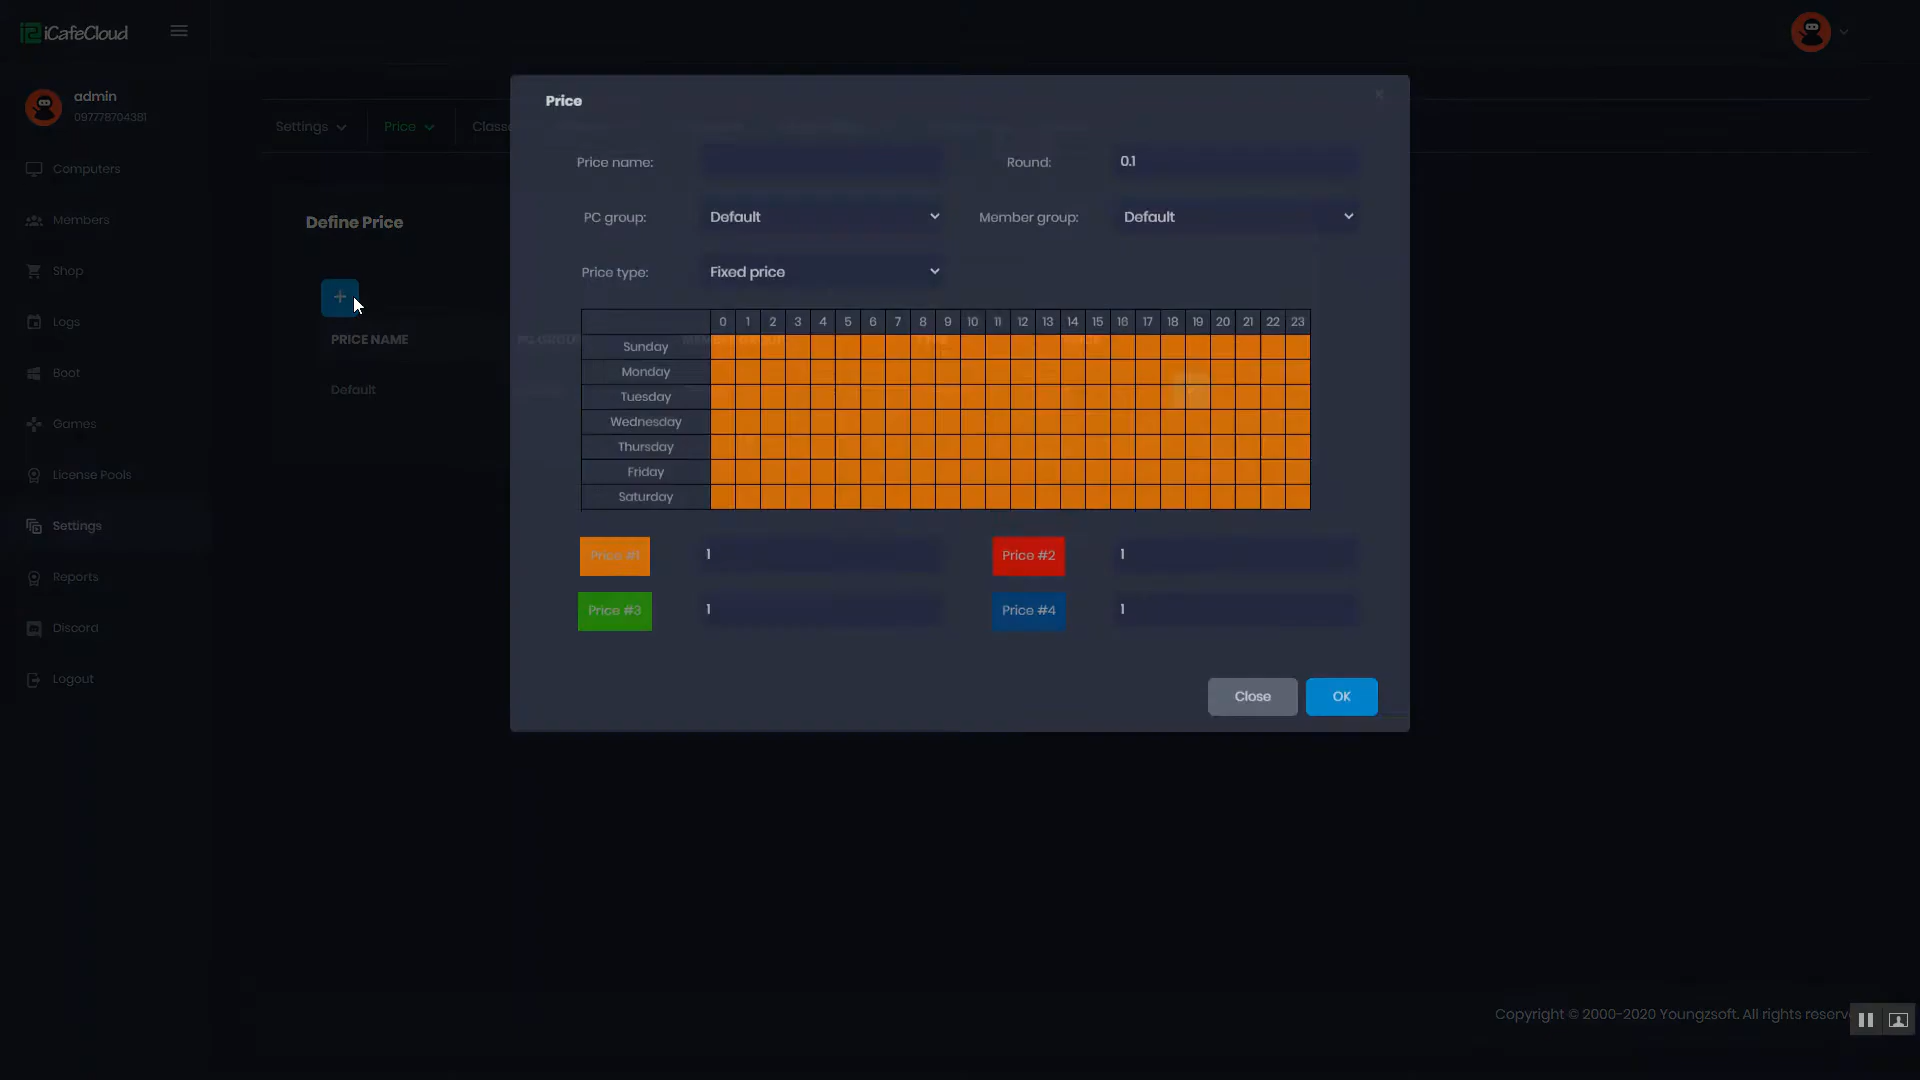 iCafeCloud
admin
097778704381
Computers
Members
Shop
Logs
Boot
Games
License Pools
Settings
Reports
Discord
Logout
Settings
Price
Classe
Define Price
+
PRICE NAME
Default
Price
x
Price name:
Round: 0.1
PC group: Default
Member group: Default
Price type: Fixed price
0 1 2 3 4 5 6 7 8 9 10 11 12 13 14 15 16 17 18 19 20 21 22 23
Sunday
Monday
Tuesday
Wednesday
Thursday
Friday
Saturday
Price #1 1
Price #2 1
Price #3 1
Price #4 1
Close
OK
Copyright © 2000-2020 Youngzsoft. All rights reserv